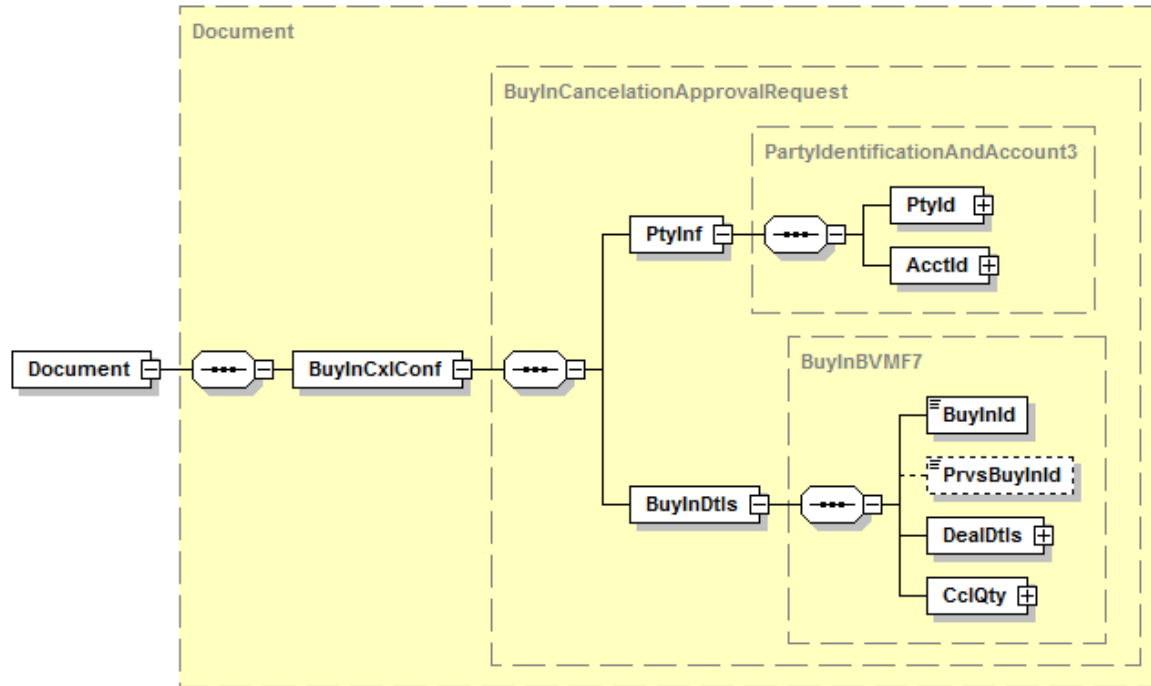 Document
BuyInCancelationApprovalRequest
PartyIdentificationAndAccount3
PtyId
PtyInf
AcctId
BuyInBVMF7
Document
BuyInCxlConf
BuyInId
PrvsBuyInId
BuyInDtls
DealDtls
CclQty